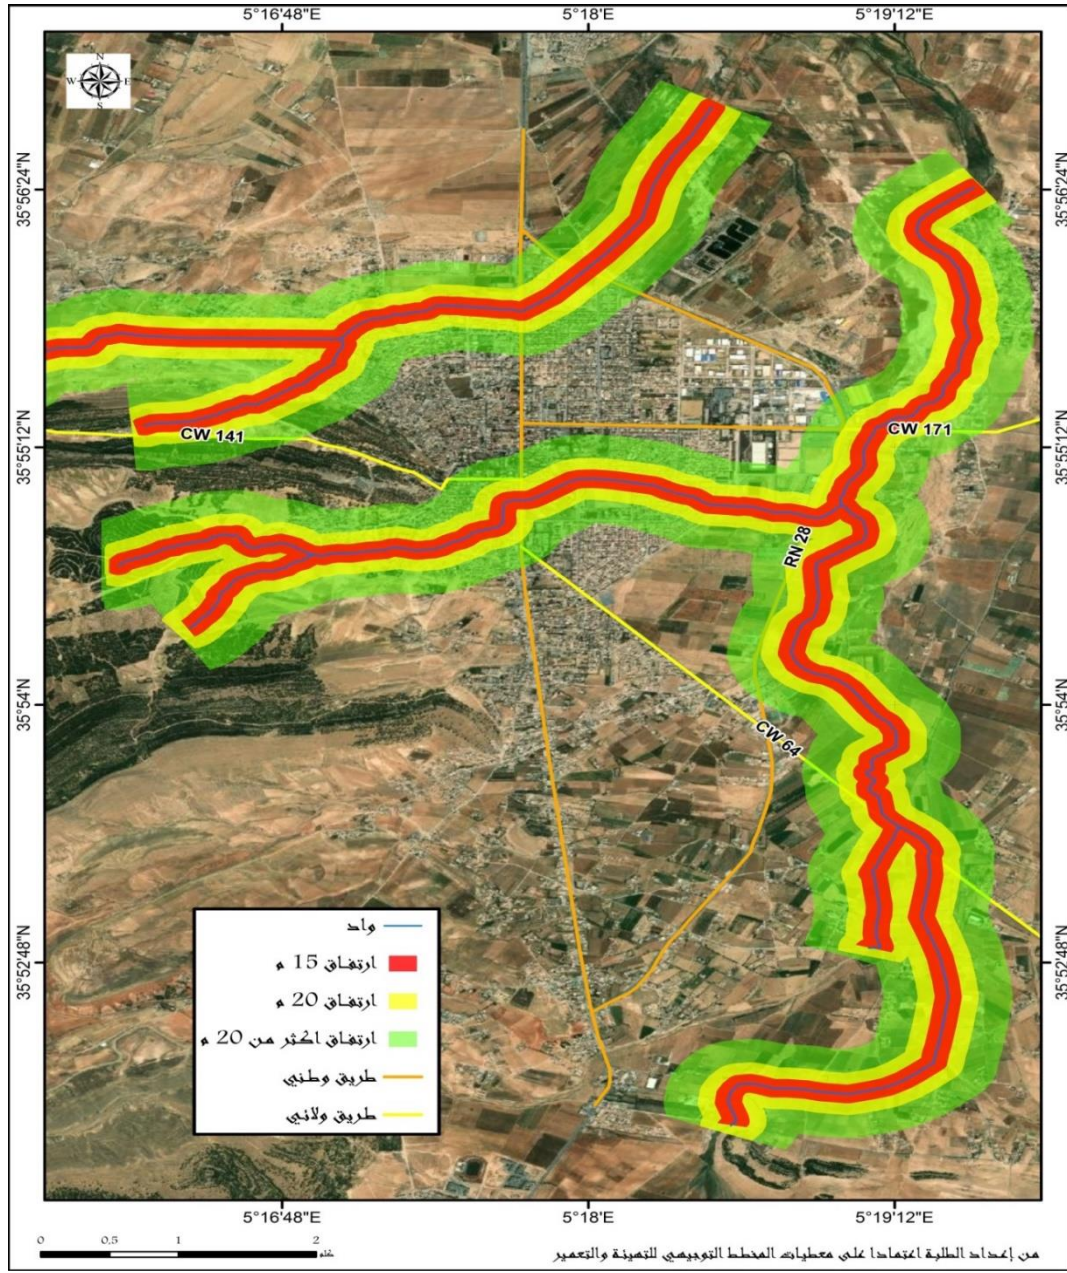 5°16'48"E 5°18' 5°19'12"E
N
W E
S
35°56'24"N 35°56'24"N
35°55'12"N 35°55'12"N
CW 141
CW 171
RN 28
35°54' 35°54'N
CW 64
35°52'48"N 35°52'48"N
واد
ارتفاق 15 م
ارتفاق 20 م
ارتفاق اكثر من 20 م
طريق وطني
طريق ولائي
5°16'48"E 5°18'E 5°19'12"E
0 0,5 1 2
كلم
من إعداد الطلبة اعتمادا على معطيات المخطط التوجيهي للتهيئة والتعمير